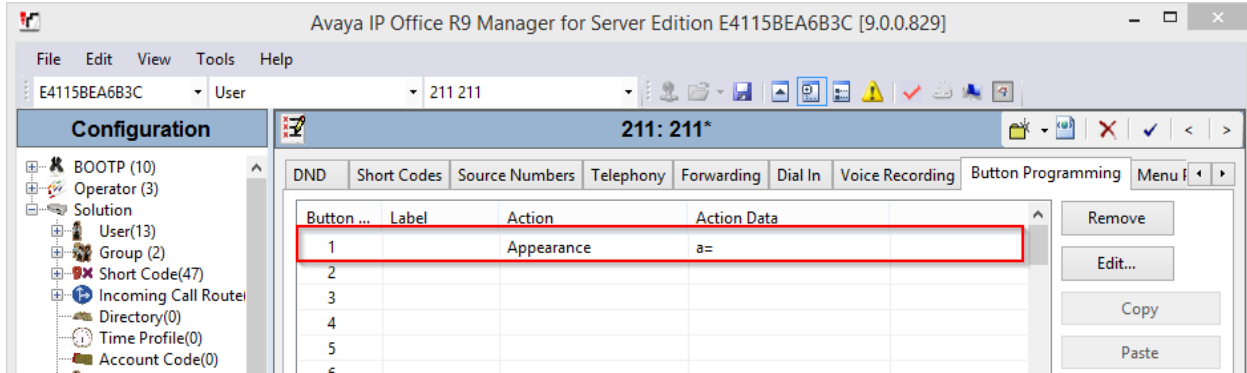 Avaya IP Office R9 Manager for Server Edition E4115BEA6B3C [9.0.0.829]
File Edit View Tools Help
E4115BEA6B3C User 211 211
Configuration 211: 211*
BOOTP (10)
Operator (3)
Solution
User(13)
Group (2)
Short Code(47)
Incoming Call Route(
Directory(0)
Time Profile(0)
Account Code(0)
DND Short Codes Source Numbers Telephony Forwarding Dial In Voice Recording Button Programming Menu
Button ... Label Action Action Data
1 Appearance a=
2
3
4
5
Remove
Edit...
Copy
Paste